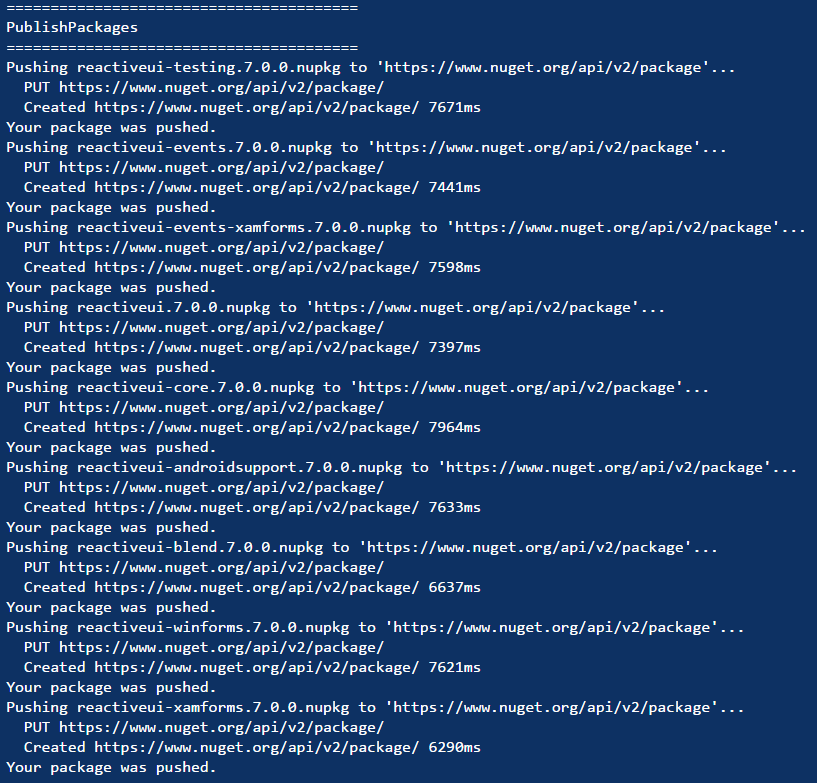 ========================================
PublishPackages
========================================
Pushing reactiveui-testing.7.0.0.nupkg to 'https://www.nuget.org/api/v2/package'...
  PUT https://www.nuget.org/api/v2/package/
  Created https://www.nuget.org/api/v2/package/ 7671ms
Your package was pushed.
Pushing reactiveui-events.7.0.0.nupkg to 'https://www.nuget.org/api/v2/package'...
  PUT https://www.nuget.org/api/v2/package/
  Created https://www.nuget.org/api/v2/package/ 7441ms
Your package was pushed.
Pushing reactiveui-events-xamforms.7.0.0.nupkg to 'https://www.nuget.org/api/v2/package'...
  PUT https://www.nuget.org/api/v2/package/
  Created https://www.nuget.org/api/v2/package/ 7598ms
Your package was pushed.
Pushing reactiveui.7.0.0.nupkg to 'https://www.nuget.org/api/v2/package'...
  PUT https://www.nuget.org/api/v2/package/
  Created https://www.nuget.org/api/v2/package/ 7397ms
Your package was pushed.
Pushing reactiveui-core.7.0.0.nupkg to 'https://www.nuget.org/api/v2/package'...
  PUT https://www.nuget.org/api/v2/package/
  Created https://www.nuget.org/api/v2/package/ 7964ms
Your package was pushed.
Pushing reactiveui-androidsupport.7.0.0.nupkg to 'https://www.nuget.org/api/v2/package'...
  PUT https://www.nuget.org/api/v2/package/
  Created https://www.nuget.org/api/v2/package/ 7633ms
Your package was pushed.
Pushing reactiveui-blend.7.0.0.nupkg to 'https://www.nuget.org/api/v2/package'...
  PUT https://www.nuget.org/api/v2/package/
  Created https://www.nuget.org/api/v2/package/ 6637ms
Your package was pushed.
Pushing reactiveui-winforms.7.0.0.nupkg to 'https://www.nuget.org/api/v2/package'...
  PUT https://www.nuget.org/api/v2/package/
  Created https://www.nuget.org/api/v2/package/ 7621ms
Your package was pushed.
Pushing reactiveui-xamforms.7.0.0.nupkg to 'https://www.nuget.org/api/v2/package'...
  PUT https://www.nuget.org/api/v2/package/
  Created https://www.nuget.org/api/v2/package/ 6290ms
Your package was pushed.